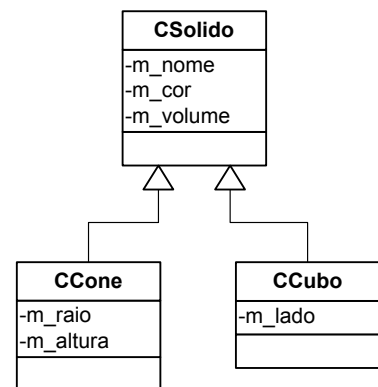 CSolido
-m_nome
-m_cor
-m_volume
CCone
-m_raio
-m_altura
CCubo
-m_lado